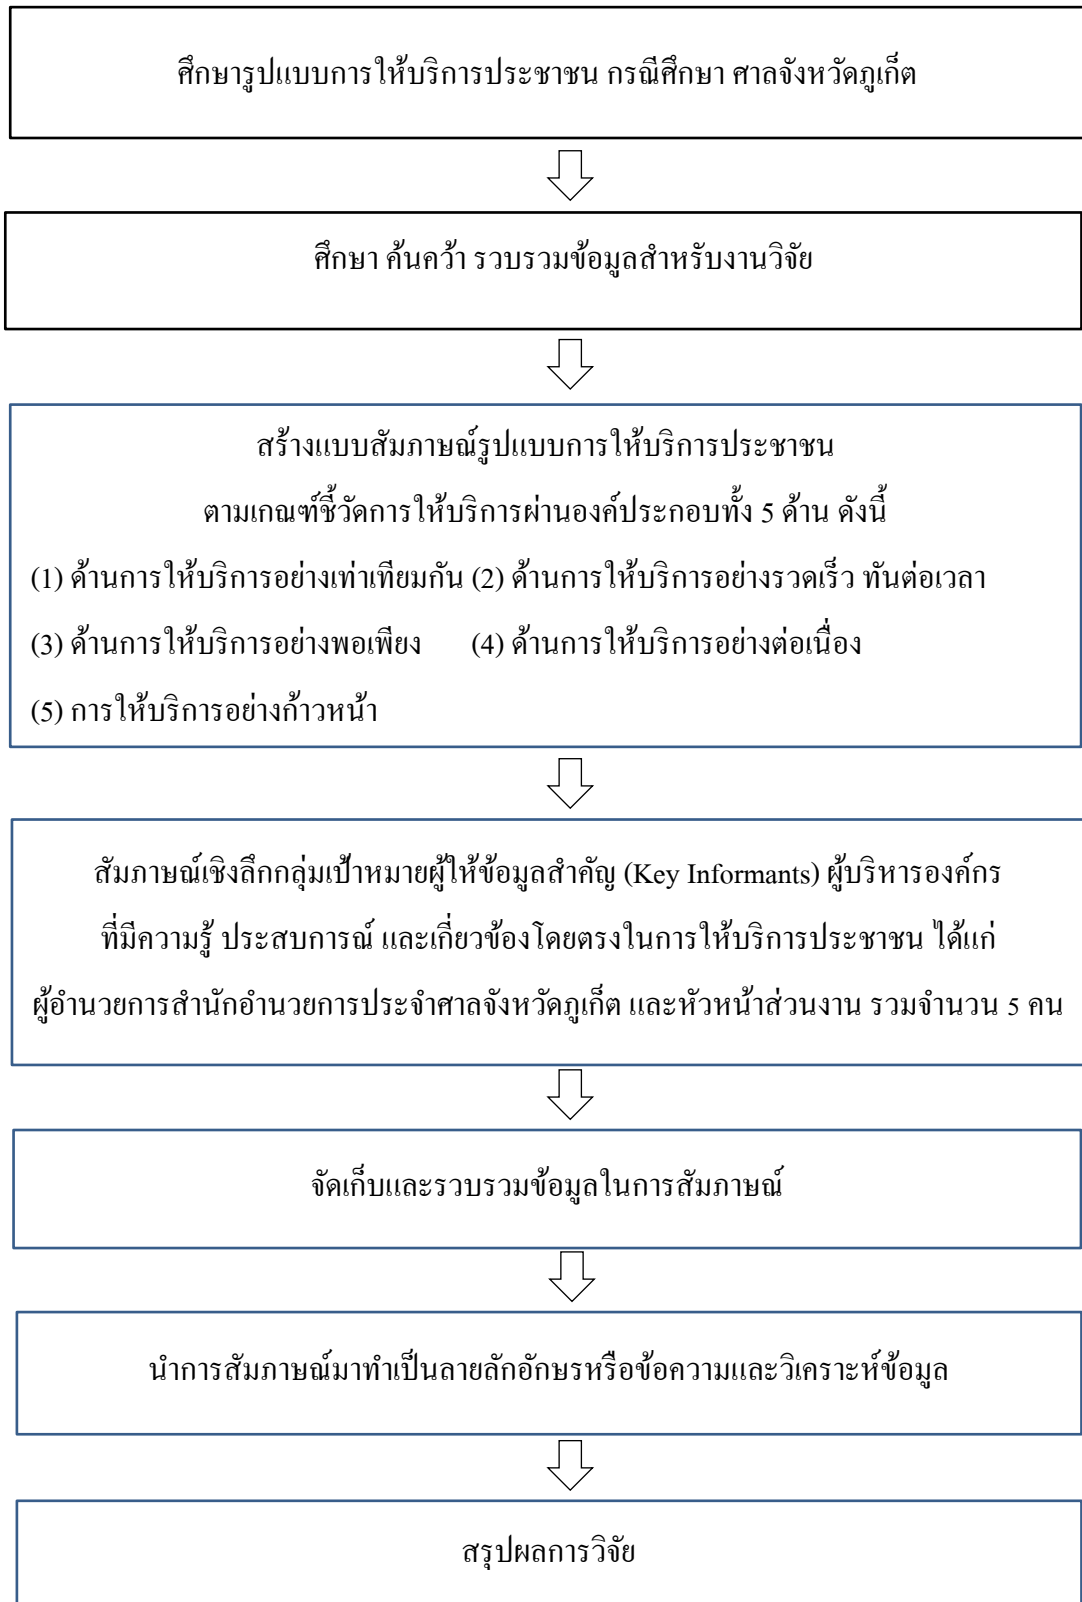 ศึกษารูปแบบการให้บริการประชาชน กรณีศึกษา ศาลจังหวัดภูเก็ต
ศึกษา ค้นคว้า รวบรวมข้อมูลสำหรับงานวิจัย
สร้างแบบสัมภาษณ์รูปแบบการให้บริการประชาชน
ตามเกณฑ์ชี้วัดการให้บริการผ่านองค์ประกอบทั้ง 5 ด้าน ดังนี้
(1) ด้านการให้บริการอย่างเท่าเทียมกัน (2) ด้านการให้บริการอย่างรวดเร็ว ทันต่อเวลา
(3) ด้านการให้บริการอย่างพอเพียง (4) ด้านการให้บริการอย่างต่อเนื่อง
(5) การให้บริการอย่างก้าวหน้า
สัมภาษณ์เชิงลึกกลุ่มเป้าหมายผู้ให้ข้อมูลสำคัญ (Key Informants) ผู้บริหารองค์กร
ที่มีความรู้ ประสบการณ์ และเกี่ยวข้องโดยตรงในการให้บริการประชาชน ได้แก่
ผู้อำนวยการสำนักอำนวยการประจำศาลจังหวัดภูเก็ต และหัวหน้าส่วนงาน รวมจำนวน 5 คน
จัดเก็บและรวบรวมข้อมูลในการสัมภาษณ์
นำการสัมภาษณ์มาทำเป็นลายลักอักษรหรือข้อความและวิเคราะห์ข้อมูล
สรุปผลการวิจัย